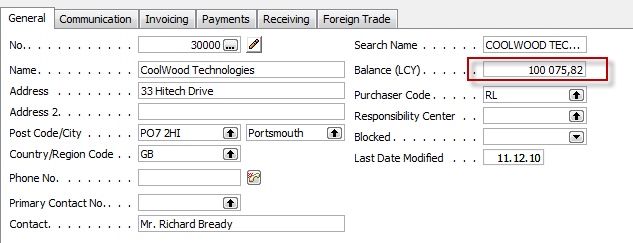 General Communication Invoicing Payments Receiving Foreign Trade
No. . . . . . . . . . . . 30000 ...
Name . . . . . . . . . CoolWood Technologies
Address . . . . . . . . 33 Hitech Drive
Address 2. . . . . . . .
Post Code/City . . . . . PO7 2HI Portsmouth
Country/Region Code . . GB
Phone No. . . . . . . . .
Primary Contact No.. . .
Contact. . . . . . . . . Mr. Richard Bready
Search Name . . . . . . COOLWOOD TEC...
Balance (LCY) . . . . . . 100 075,82
Purchaser Code . . . . . RL
Responsibility Center . .
Blocked. . . . . . . . .
Last Date Modified . . . 11.12.10